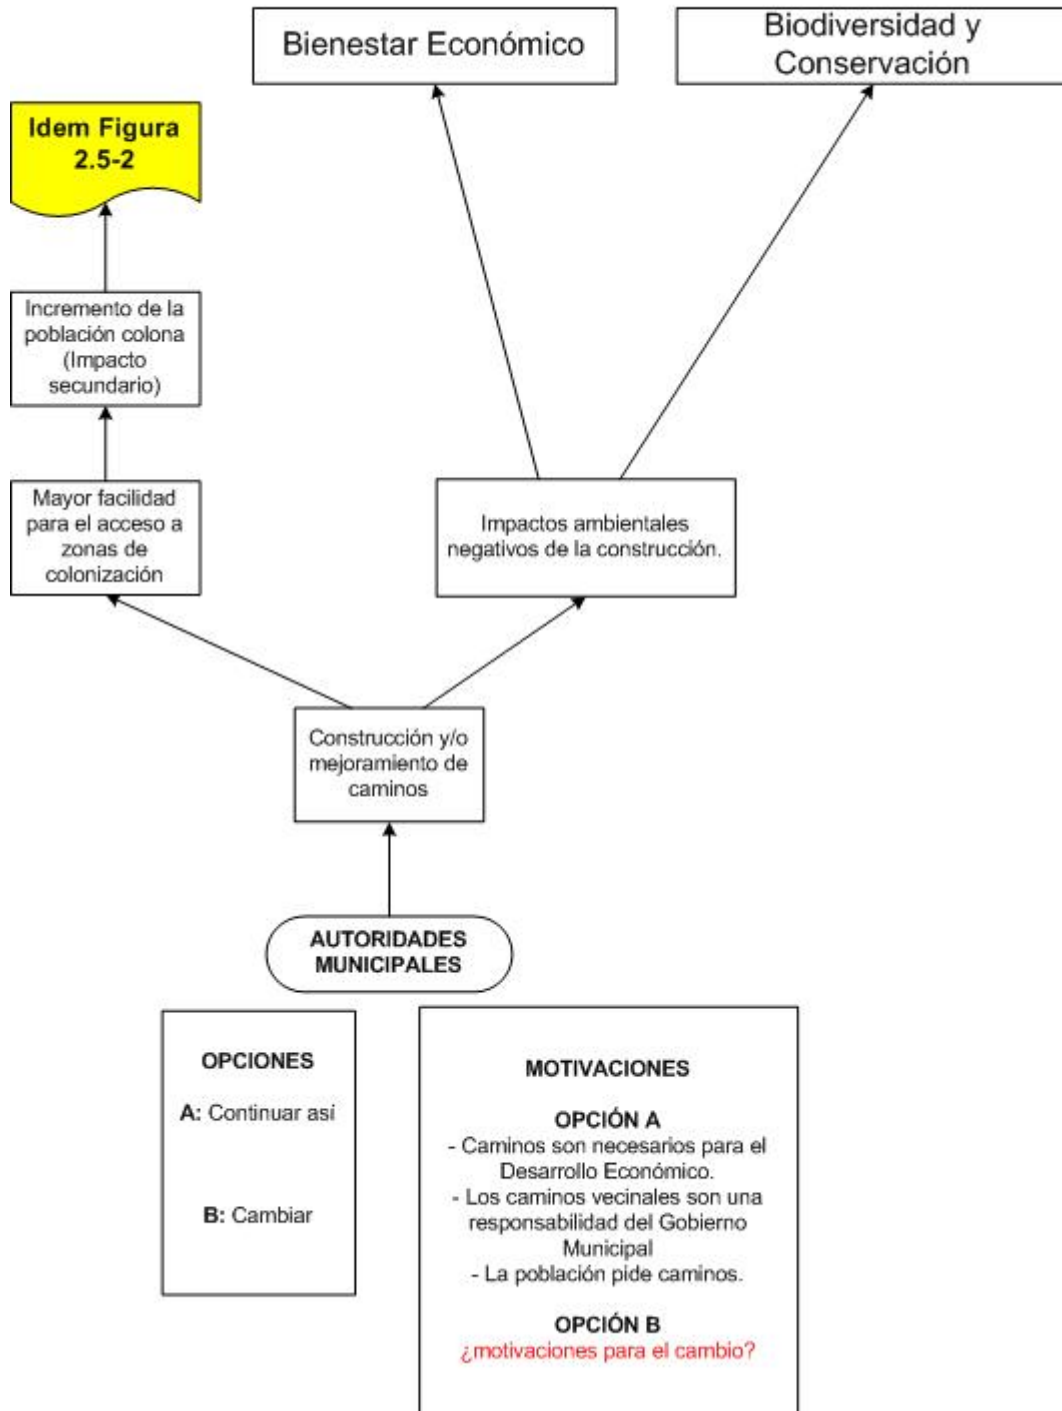 Bienestar Económico
Biodiversidad y
Conservación
Idem Figura
2.5-2
Incremento de la
población colona
(Impacto
secundario)
Mayor facilidad
para el acceso a
zonas de
colonización
Impactos ambientales
negativos de la construcción.
Construcción y/o
mejoramiento de
caminos
AUTORIDADES
MUNICIPALES
OPCIONES
A: Continuar así
B: Cambiar
MOTIVACIONES
OPCIÓN A
- Caminos son necesarios para el
Desarrollo Económico.
- Los caminos vecinales son una
responsabilidad del Gobierno
Municipal
- La población pide caminos.
OPCIÓN B
¿motivaciones para el cambio?